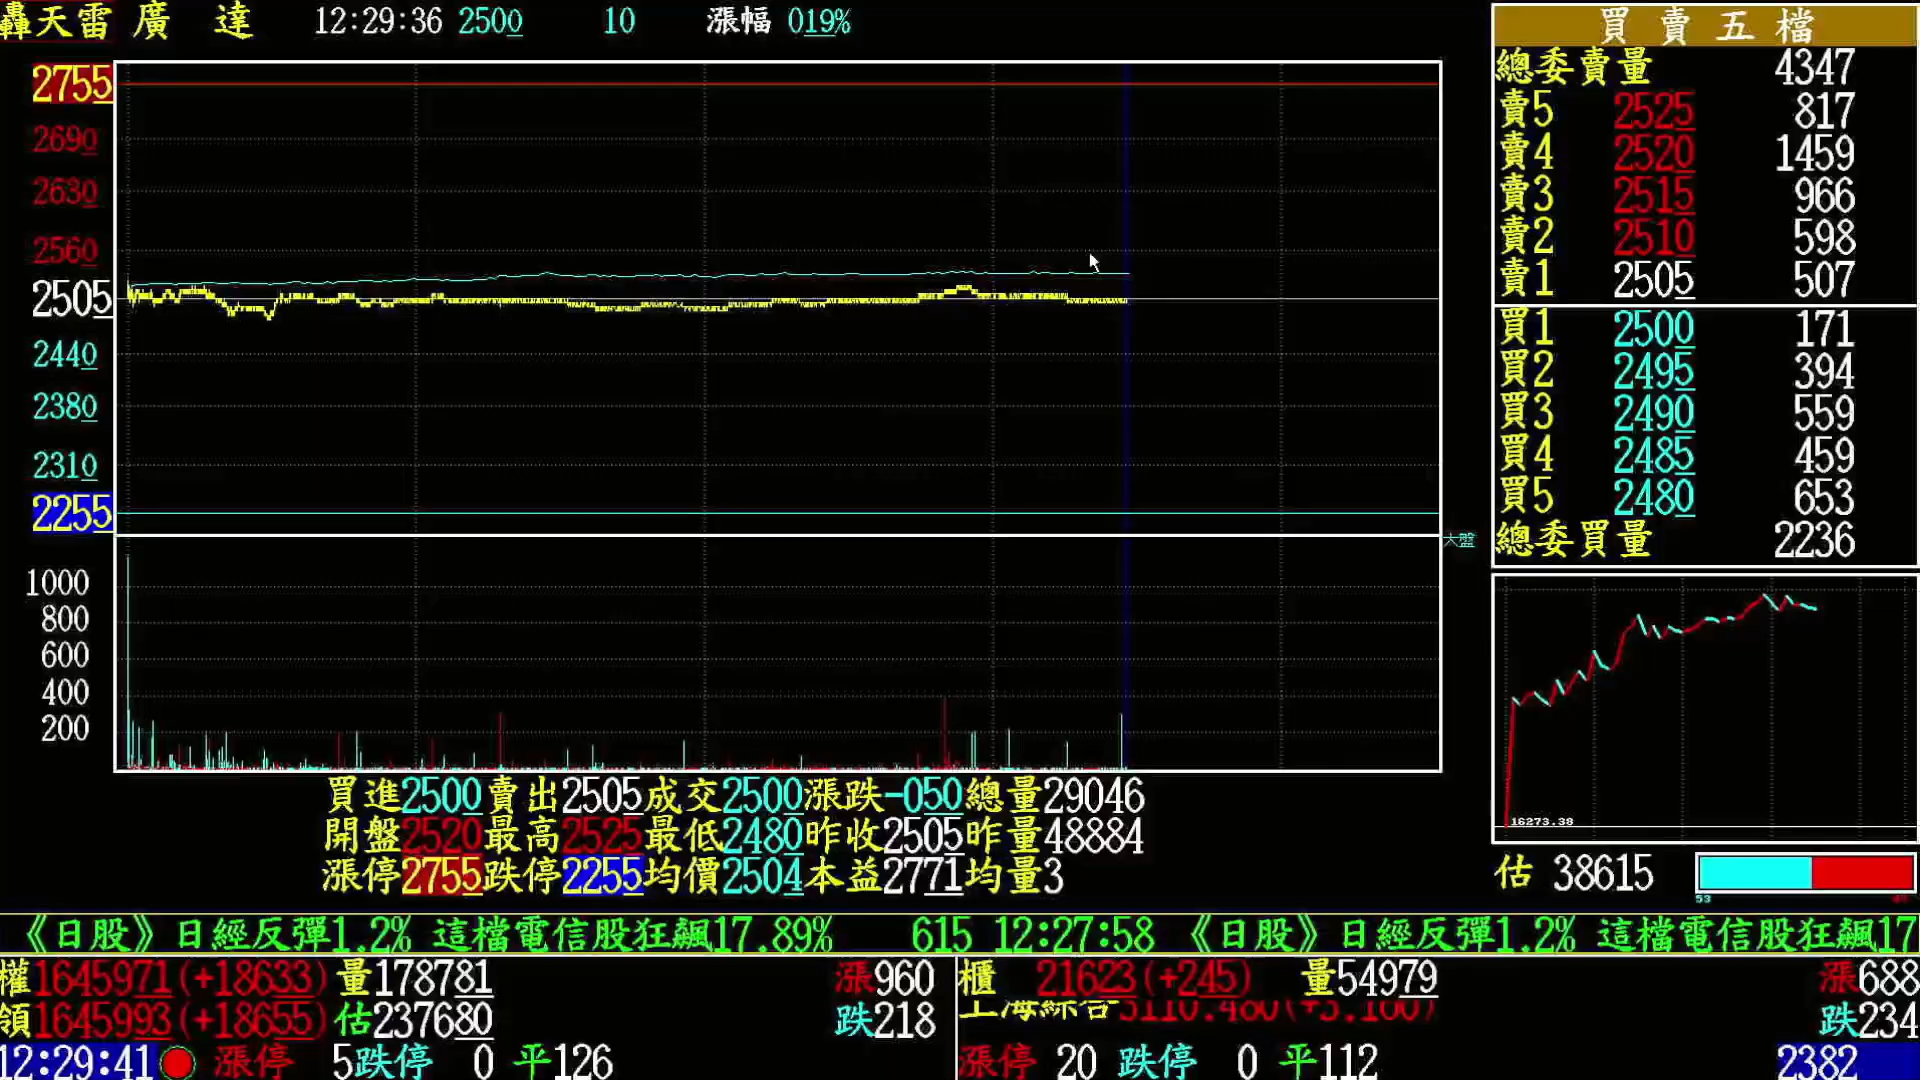 轟天雷 廣 達 12:29:36 2500 10 漲幅 019%
2755
2690
2630
2560
2505
2440
2380
2310
2255
1000
800
600
400
200
買賣五檔
總委賣量 4347
賣5 2525 817
賣4 2520 1459
賣3 2515 966
賣2 2510 598
賣1 2505 507
買1 2500 171
買2 2495 394
買3 2490 559
買4 2485 459
買5 2480 653
總委買量 2236
大盤
16273.38
估 38615
53
買進2500賣出2505成交2500漲跌-050總量29046
開盤2520最高2525最低2480昨收2505昨量48884
漲停2755跌停2255均價2504本益2771均量3
《日股》日經反彈1.2% 這檔電信股狂飆17.89% 615 12:27:58 《日股》日經反彈1.2% 這檔電信股狂飆17
權1645971(+18633)量178781 漲960
領1645993(+18655)估237680 跌218
12:29:41 漲停 5跌停 0 平126
櫃 21623(+245) 量54979 漲688
上海綜合3110.480(+3.160) 跌234
漲停 20 跌停 0 平112 2382